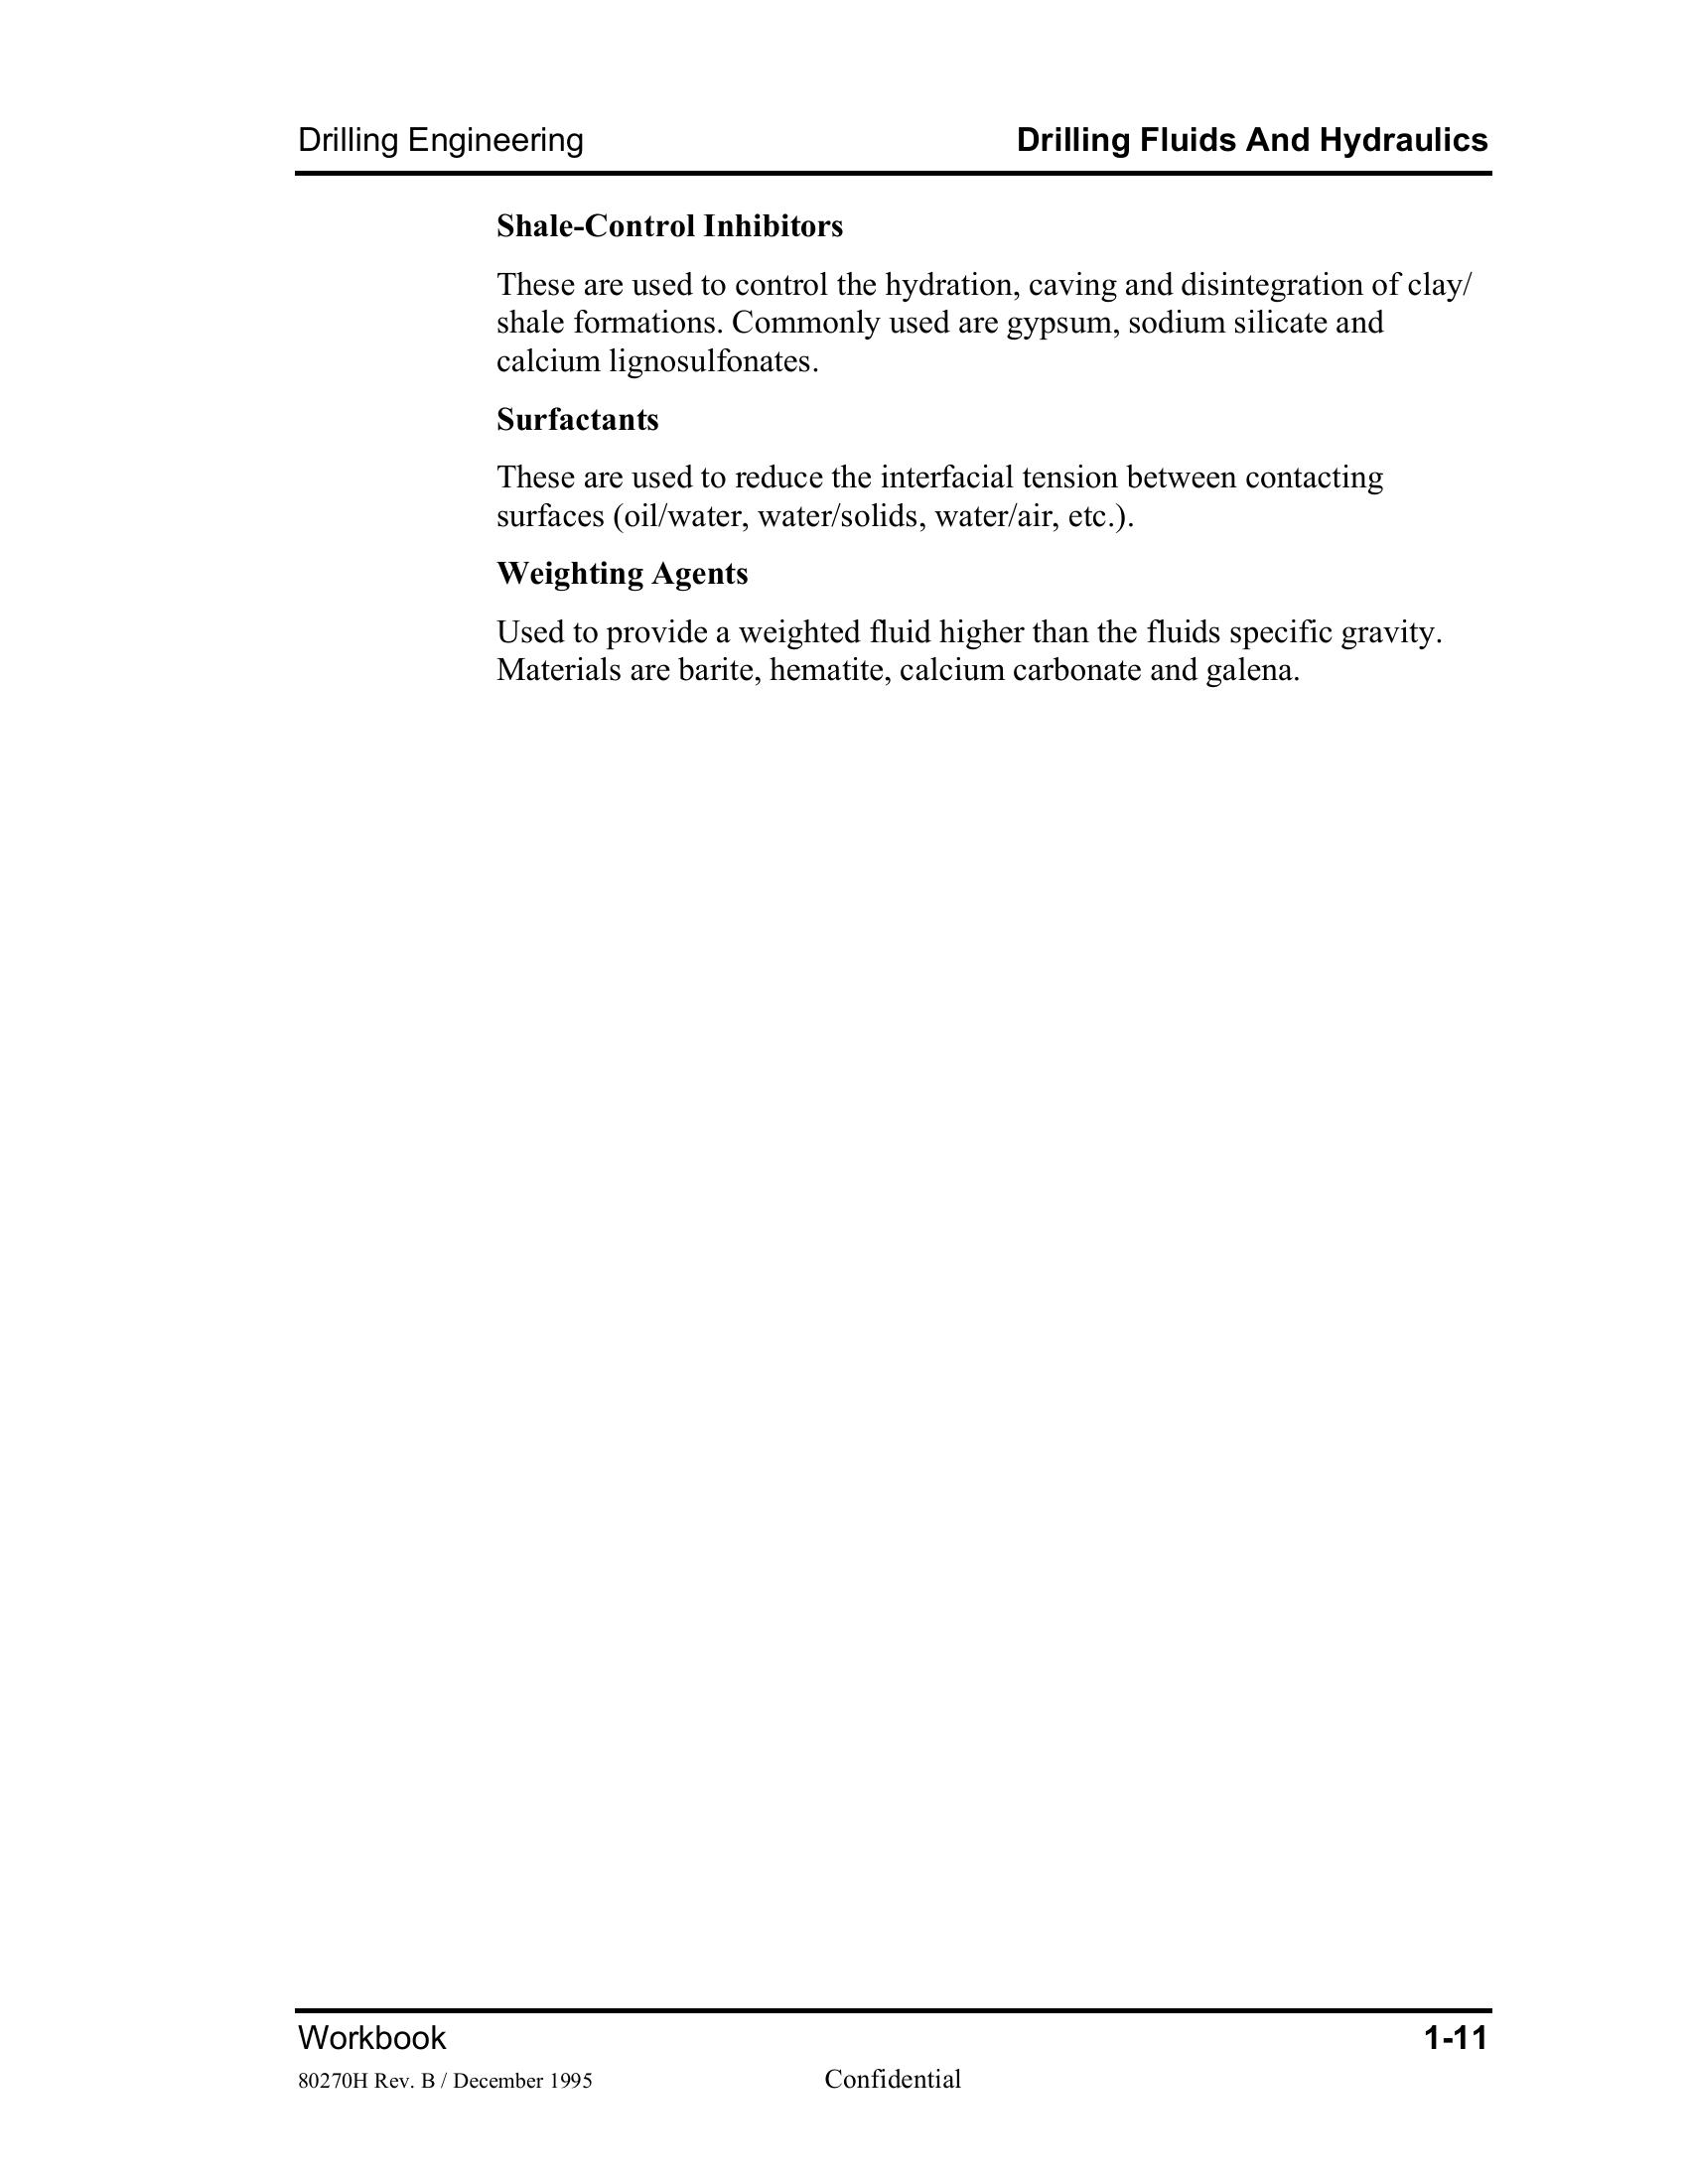 Drilling Engineering
Drilling Fluids And Hydraulics
Shale-Control Inhibitors
These are used to control the hydration, caving and disintegration of clay/
shale formations. Commonly used are gypsum, sodium silicate and
calcium lignosulfonates.
Surfactants
These are used to reduce the interfacial tension between contacting
surfaces (oil/water, water/solids, water/air, etc.).
Weighting Agents
Used to provide a weighted fluid higher than the fluids specific gravity.
Materials are barite, hematite, calcium carbonate and galena.
Workbook
1-11
80270H Rev. B / December 1995
Confidential